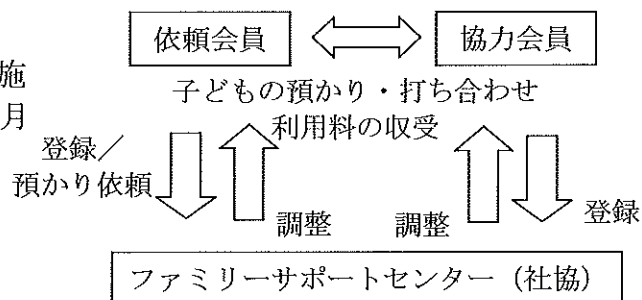 依頼会員
協力会員
施
月
子どもの預かり・打ち合わせ
利用料の収受
登録／
預かり依頼
調整
調整
登録
ファミリーサポートセンター（社協）